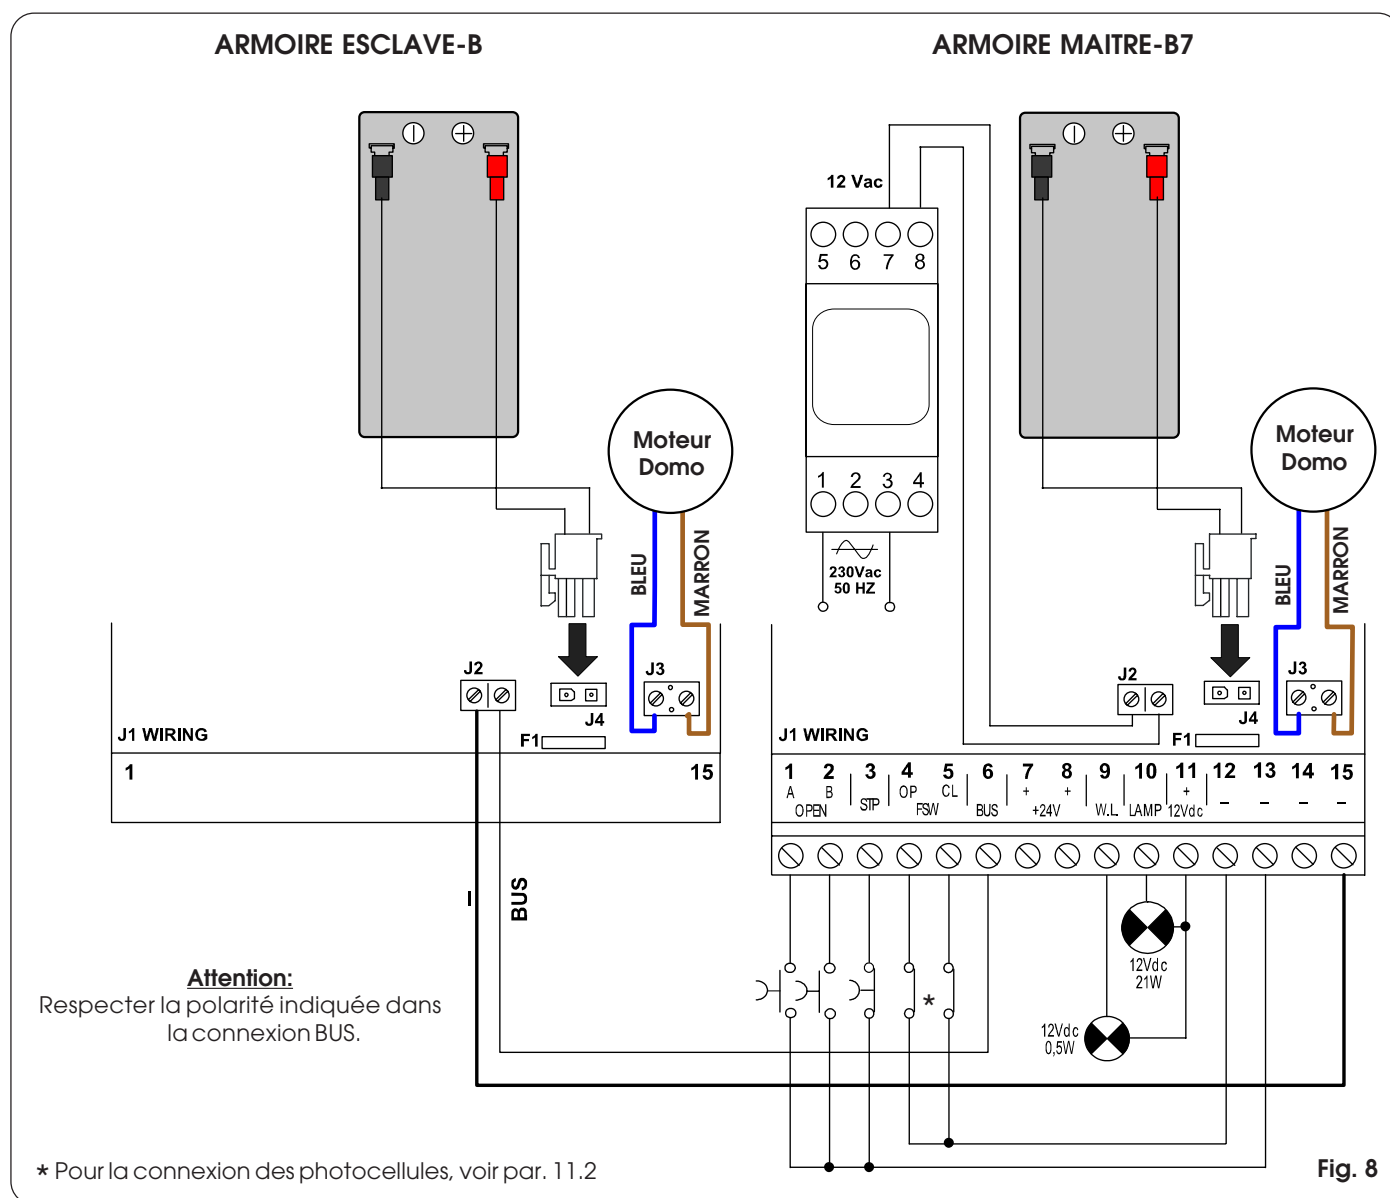 ARMOIRE ESCLAVE-B
ARMOIRE MAITRE-B7
12 Vac
5 6 7 8
Moteur
Domo
Moteur
Domo
1 2 3 4
230Vac
50 HZ
BLEU
MARRON
BLEU
MARRON
J2
J3
J4
F1
J1 WIRING
1 15
J2
J3
J4
F1
J1 WIRING
1 2 3 4 5 6 7 8 9 10 11 12 13 14 15
A B OP CL + + + – – – –
OPEN STP FSW BUS +24V W.L. LAMP 12Vdc
BUS
12Vdc
21W
*
12Vdc
0,5W
Attention:
Respecter la polarité indiquée dans
la connexion BUS.
* Pour la connexion des photocellules, voir par. 11.2
Fig. 8